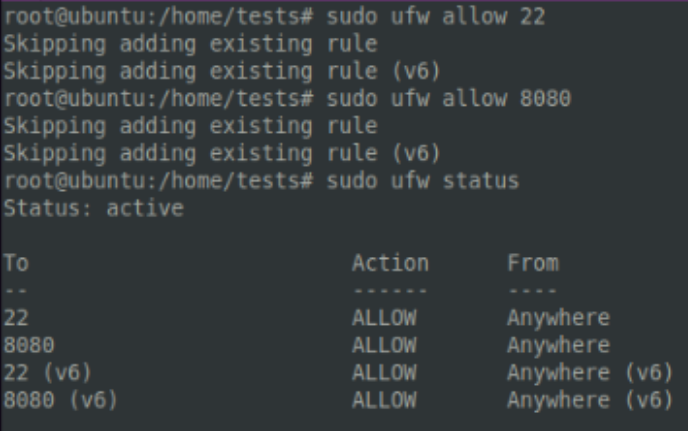 root@ubuntu:/home/tests# sudo ufw allow 22
Skipping adding existing rule
Skipping adding existing rule (v6)
root@ubuntu:/home/tests# sudo ufw allow 8080
Skipping adding existing rule
Skipping adding existing rule (v6)
root@ubuntu:/home/tests# sudo ufw status
Status: active
To Action From
-- ------ ----
22 ALLOW Anywhere
8080 ALLOW Anywhere
22 (v6) ALLOW Anywhere (v6)
8080 (v6) ALLOW Anywhere (v6)